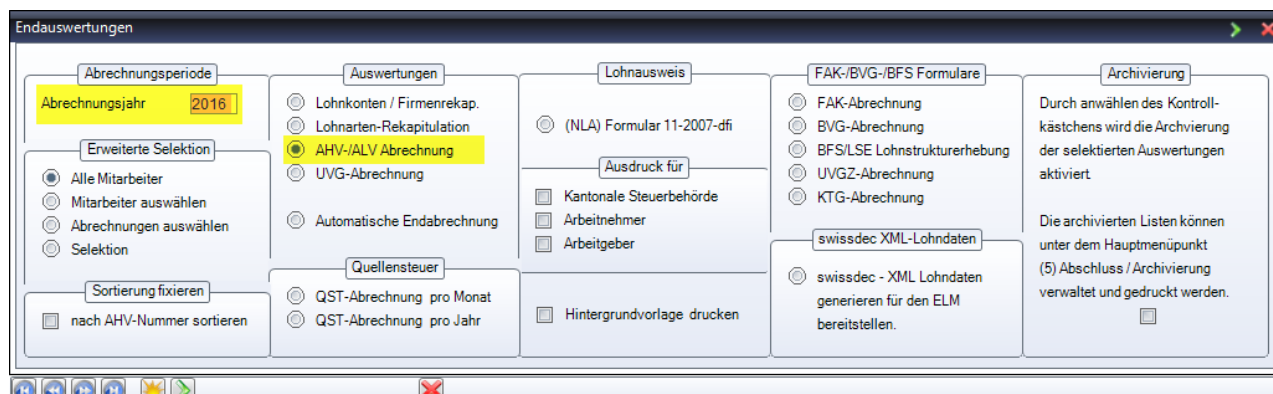 Endauswertungen
Abrechnungsperiode
Abrechnungsjahr 2016
Erweiterte Selektion
Alle Mitarbeiter
Mitarbeiter auswählen
Abrechnungen auswählen
Selektion
Sortierung fixieren
nach AHV-Nummer sortieren
Auswertungen
Lohnkonten / Firmenrekap.
Lohnarten-Rekapitulation
AHV-/ALV Abrechnung
UVG-Abrechnung
Automatische Endabrechnung
Quellensteuer
QST-Abrechnung pro Monat
QST-Abrechnung pro Jahr
Lohnausweis
(NLA) Formular 11-2007-dfi
Ausdruck für
Kantonale Steuerbehörde
Arbeitnehmer
Arbeitgeber
Hintergrundvorlage drucken
FAK-/BVG-/BFS Formulare
FAK-Abrechnung
BVG-Abrechnung
BFS/LSE Lohnstrukturerhebung
UVGZ-Abrechnung
KTG-Abrechnung
swissdec XML-Lohndaten
swissdec - XML Lohndaten
generieren für den ELM
bereitstellen.
Archivierung
Durch anwählen des Kontroll-
kästchens wird die Archvierung
der selektierten Auswertungen
aktiviert.
Die archivierten Listen können
unter dem Hauptmenüpunkt
(5) Abschluss / Archivierung
verwaltet und gedruckt werden.